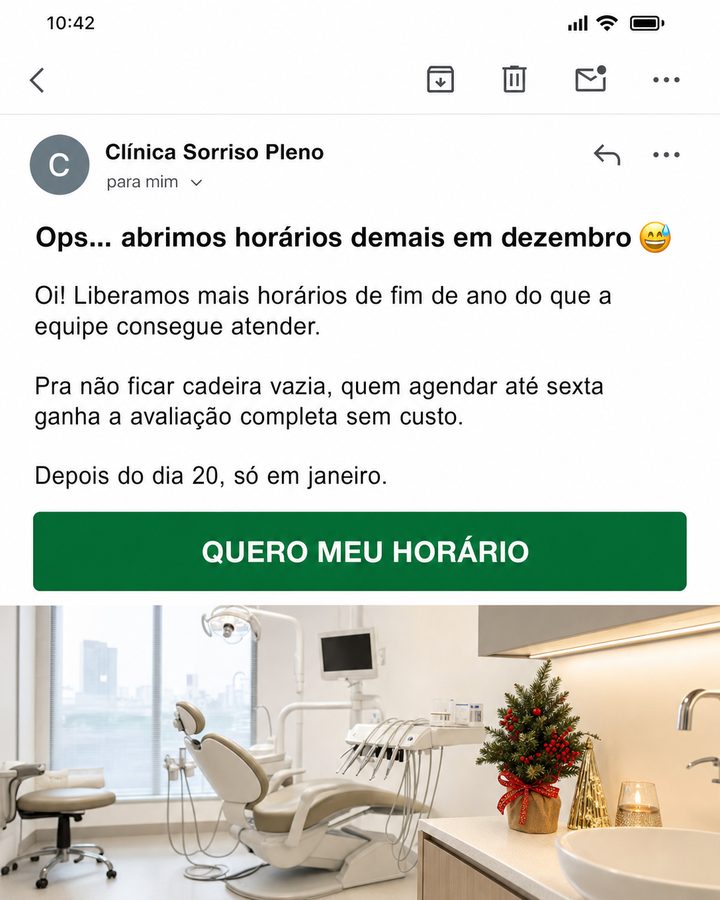 10:42
C
Clínica Sorriso Pleno
para mim
Ops... abrimos horários demais em dezembro 😅
Oi! Liberamos mais horários de fim de ano do que a
equipe consegue atender.
Pra não ficar cadeira vazia, quem agendar até sexta
ganha a avaliação completa sem custo.
Depois do dia 20, só em janeiro.
QUERO MEU HORÁRIO